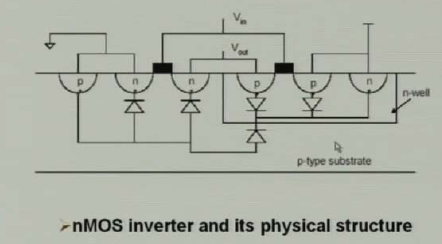 Vin
Vout
p n n p p n
n-well
p-type substrate
➢nMOS inverter and its physical structure